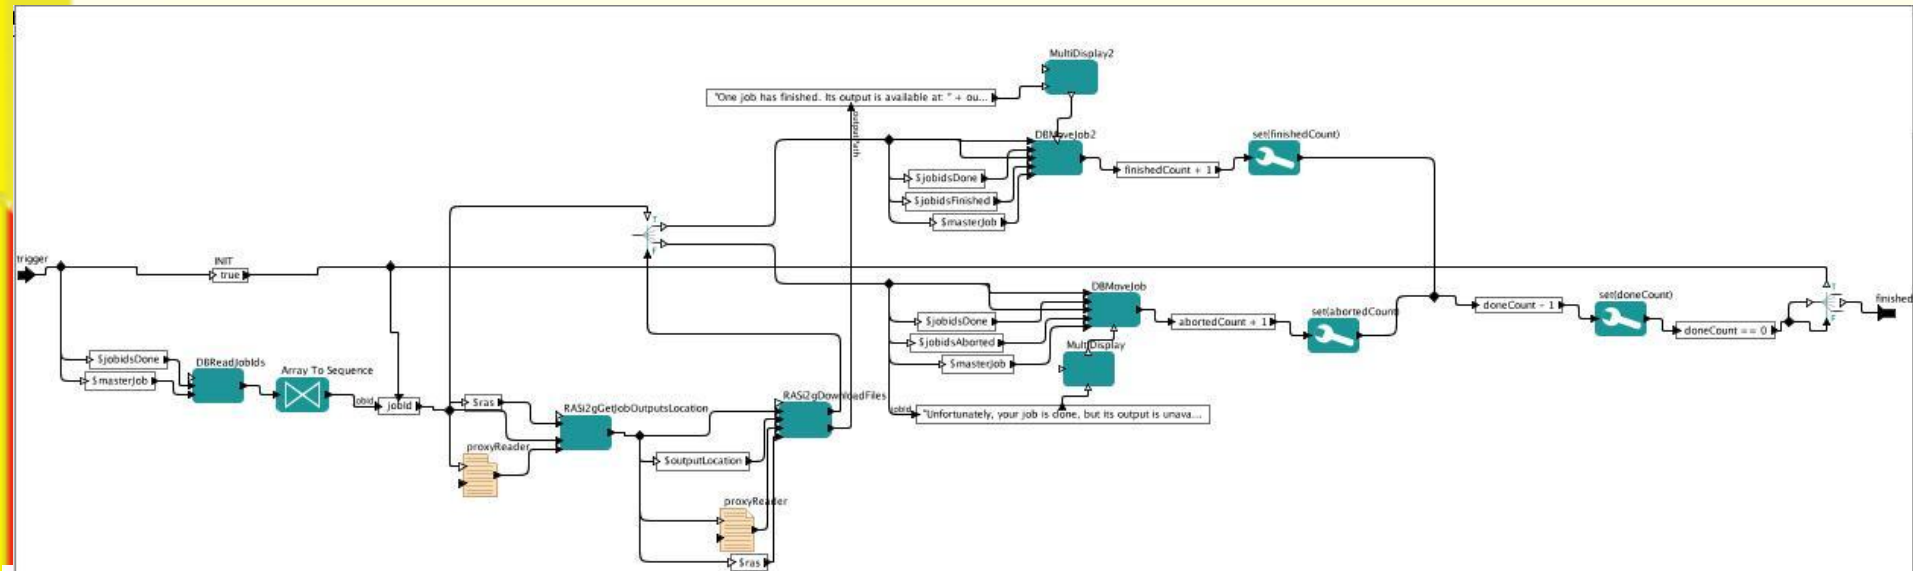 MultiDisplay2
"One job has finished. Its output is available at: " + ou...
outputPath
DBMoveJob2
set(finishedCount)
finishedCount + 1
$jobidsDone
$jobidsFinished
$masterJob
T
F
trigger
INIT
true
DBMoveJob
set(abortedCount)
abortedCount + 1
$jobidsDone
$jobidsAborted
$masterJob
MultiDisplay
jobId
"Unfortunately, your job is done, but its output is unava...
doneCount - 1
set(doneCount)
doneCount == 0
T
F
finished
$jobidsDone
$masterJob
DBReadJobIds
Array To Sequence
jobId
jobId
$ras
RASi2gGetJobOutputsLocation
proxyReader
RASi2gDownloadFiles
$outputLocation
proxyReader
$ras